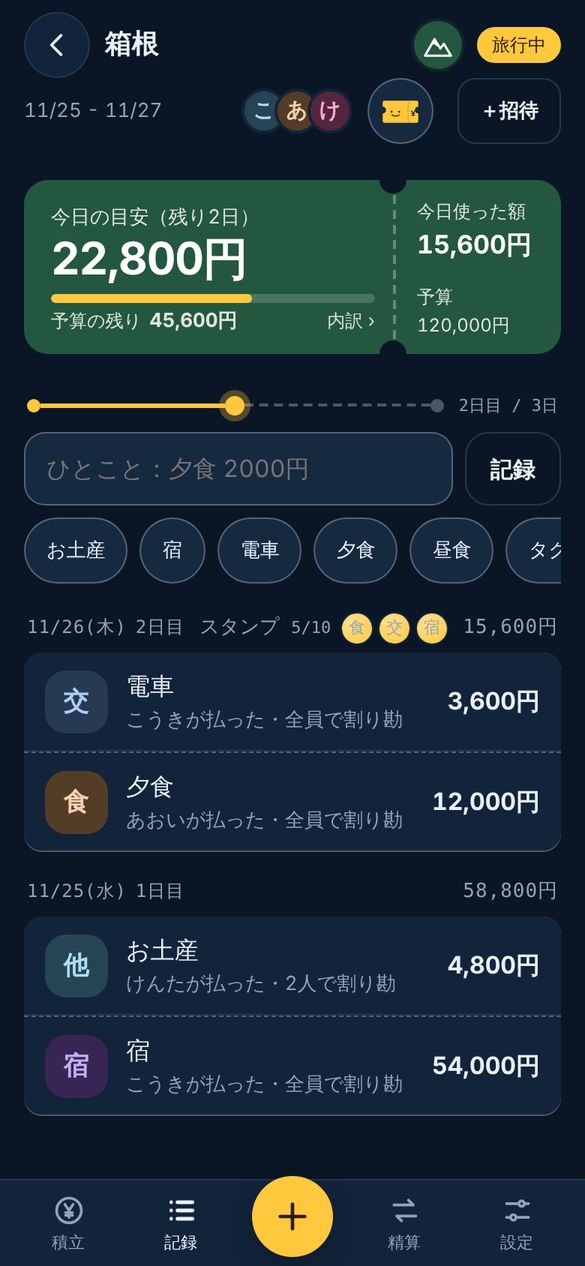 箱根
旅行中
11/25 - 11/27
こ あ け
¥
+招待
今日の目安（残り2日）
22,800円
予算の残り 45,600円
内訳 ›
今日使った額
15,600円
予算
120,000円
2日目 / 3日
ひとこと：夕食 2000円
記録
お土産 宿 電車 夕食 昼食 タク
11/26(木) 2日目 スタンプ 5/10 食 交 宿 15,600円
交
電車
こうきが払った・全員で割り勘
3,600円
食
夕食
あおいが払った・全員で割り勘
12,000円
11/25(水) 1日目 58,800円
他
お土産
けんたが払った・2人で割り勘
4,800円
宿
宿
こうきが払った・全員で割り勘
54,000円
¥
積立 記録 + 精算 設定